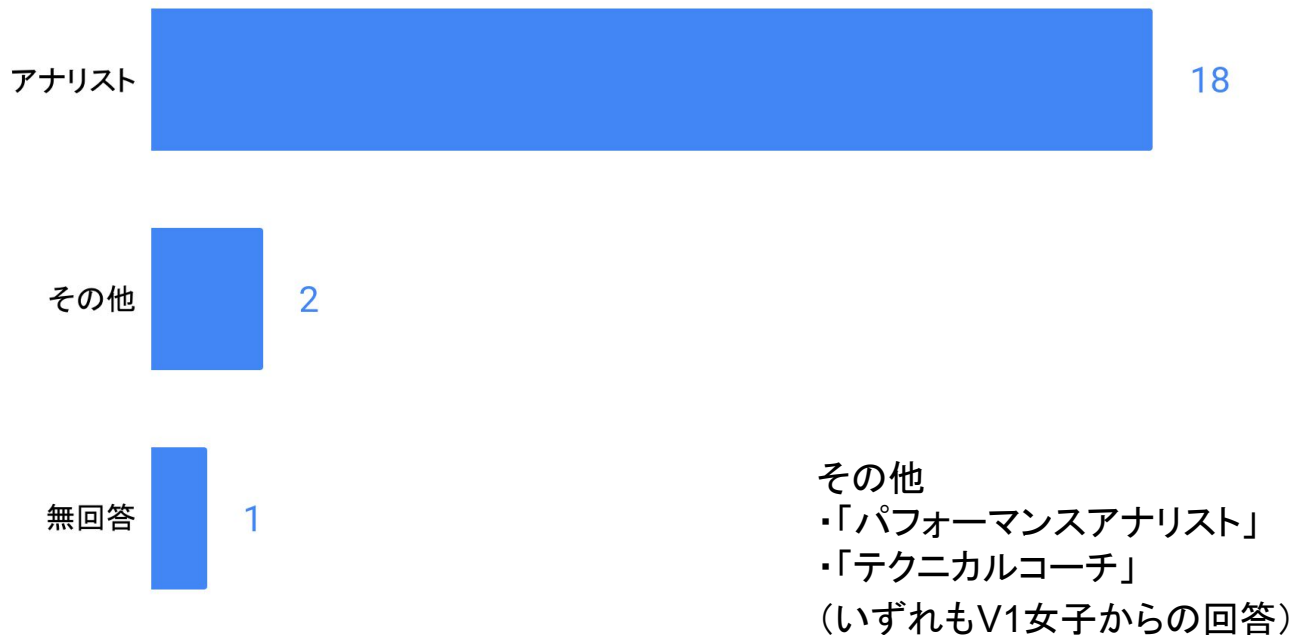 アナリスト
18
その他
2
無回答
1
その他
・「パフォーマンスアナリスト」
・「テクニカルコーチ」
（いずれもV1女子からの回答）